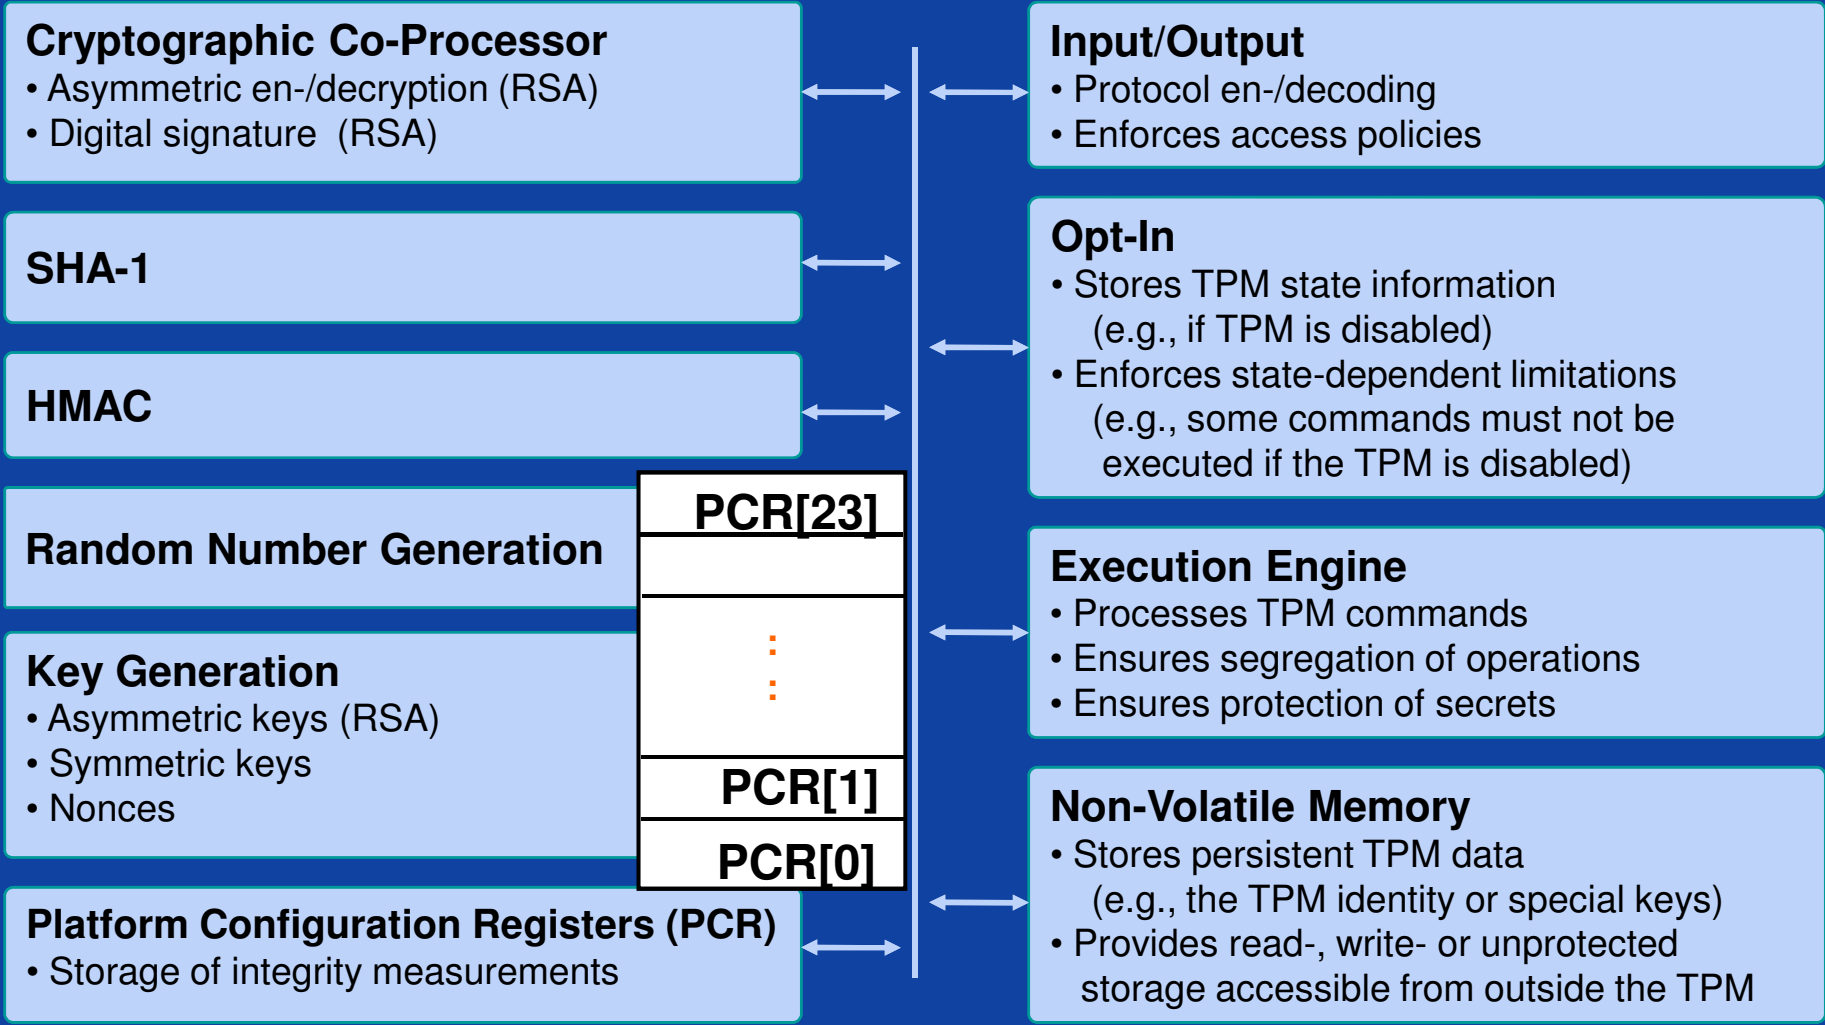 Cryptographic Co-Processor
• Asymmetric en-/decryption (RSA)
• Digital signature (RSA)
SHA-1
HMAC
Random Number Generation
Key Generation
• Asymmetric keys (RSA)
• Symmetric keys
• Nonces
Platform Configuration Registers (PCR)
• Storage of integrity measurements
PCR[23]
:
:
PCR[1]
PCR[0]
Input/Output
• Protocol en-/decoding
• Enforces access policies
Opt-In
• Stores TPM state information
(e.g., if TPM is disabled)
• Enforces state-dependent limitations
(e.g., some commands must not be
executed if the TPM is disabled)
Execution Engine
• Processes TPM commands
• Ensures segregation of operations
• Ensures protection of secrets
Non-Volatile Memory
• Stores persistent TPM data
(e.g., the TPM identity or special keys)
• Provides read-, write- or unprotected
storage accessible from outside the TPM